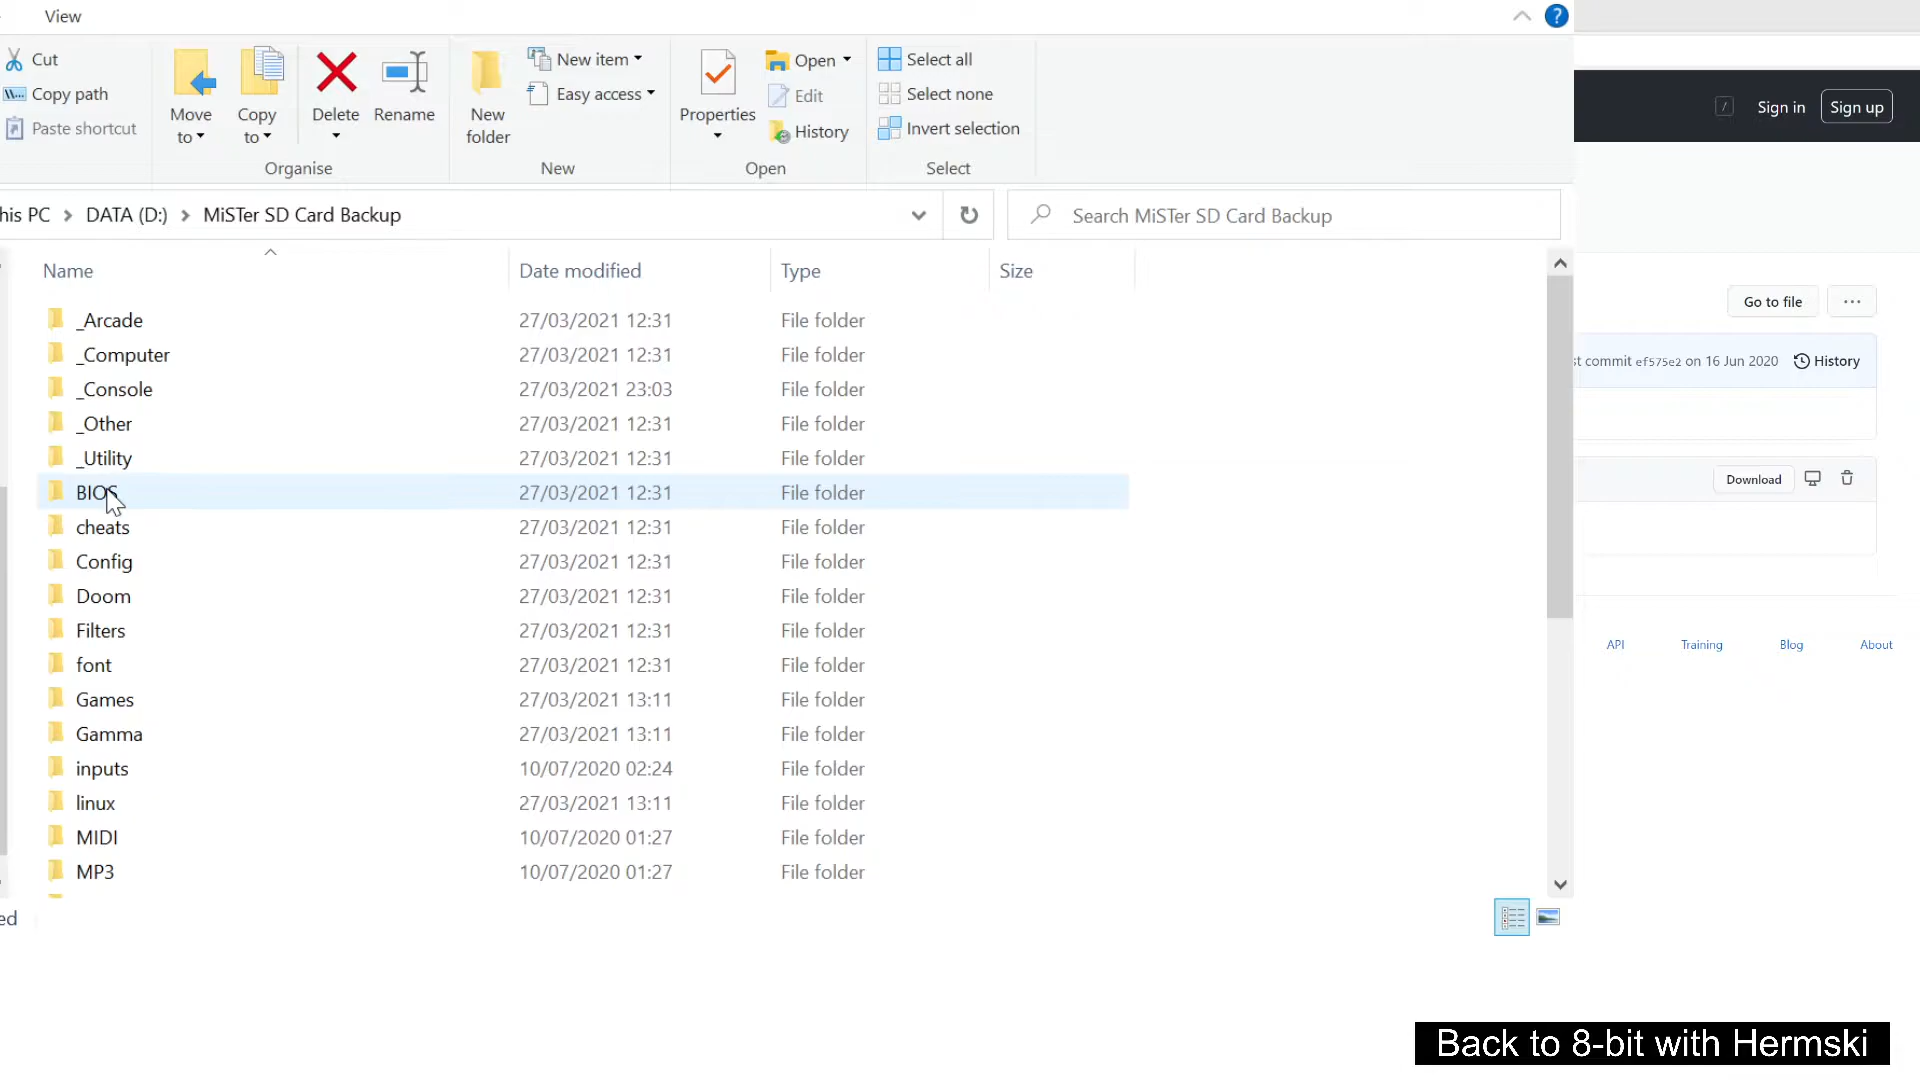 View
?
Cut
Copy path
Paste shortcut
Move to
Copy to
Delete
Rename
Organise
New folder
New item
Easy access
New
Properties
Open
Edit
History
Open
Select all
Select none
Invert selection
Select
/
Sign in
Sign up
his PC > DATA (D:) > MiSTer SD Card Backup
Search MiSTer SD Card Backup
Name Date modified Type Size
_Arcade 27/03/2021 12:31 File folder
_Computer 27/03/2021 12:31 File folder
_Console 27/03/2021 23:03 File folder
_Other 27/03/2021 12:31 File folder
_Utility 27/03/2021 12:31 File folder
BIOS 27/03/2021 12:31 File folder
cheats 27/03/2021 12:31 File folder
Config 27/03/2021 12:31 File folder
Doom 27/03/2021 12:31 File folder
Filters 27/03/2021 12:31 File folder
font 27/03/2021 12:31 File folder
Games 27/03/2021 13:11 File folder
Gamma 27/03/2021 13:11 File folder
inputs 10/07/2020 02:24 File folder
linux 27/03/2021 13:11 File folder
MIDI 10/07/2020 01:27 File folder
MP3 10/07/2020 01:27 File folder
ed
Go to file
...
st commit ef575e2 on 16 Jun 2020 History
Download
API Training Blog About
Back to 8-bit with Hermski